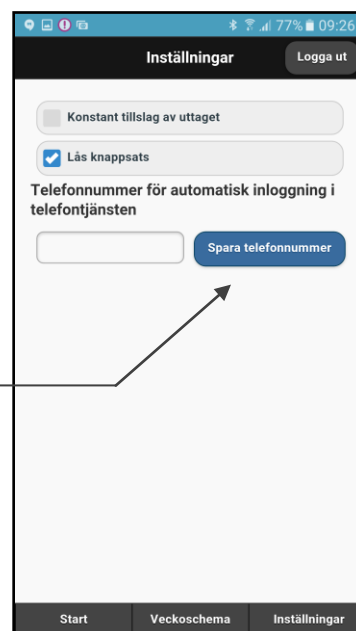 77% 09:26
Inställningar
Logga ut
Konstant tillslag av uttaget
Lås knappsats
Telefonnummer för automatisk inloggning i
telefontjänsten
Spara telefonnummer
Start Veckoschema Inställningar